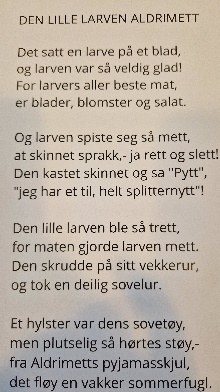 DEN LILLE LARVEN ALDRIMETT
Det satt en larve på et blad,
og larven var så veldig glad!
For larvers aller beste mat,
er blader, blomster og salat.
Og larven spiste seg så mett,
at skinnet sprakk,- ja rett og slett!
Den kastet skinnet og sa "Pytt",
"jeg har et til, helt splitternytt"!
Den lille larven ble så trett,
for maten gjorde larven mett.
Den skrudde på sitt vekkerur,
og tok en deilig sovelur.
Et hylster var dens sovetøy,
men plutselig så hørtes støy,-
fra Aldrimetts pyjamasskjul,
det fløy en vakker sommerfugl.